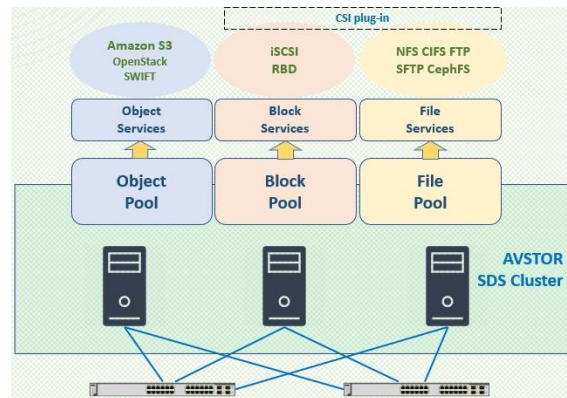 CSI plug-in
Amazon S3
OpenStack
SWIFT
iSCSI
RBD
NFS CIFS FTP
SFTP CephFS
Object
Services
Block
Services
File
Services
Object
Pool
Block
Pool
File
Pool
AVSTOR
SDS Cluster